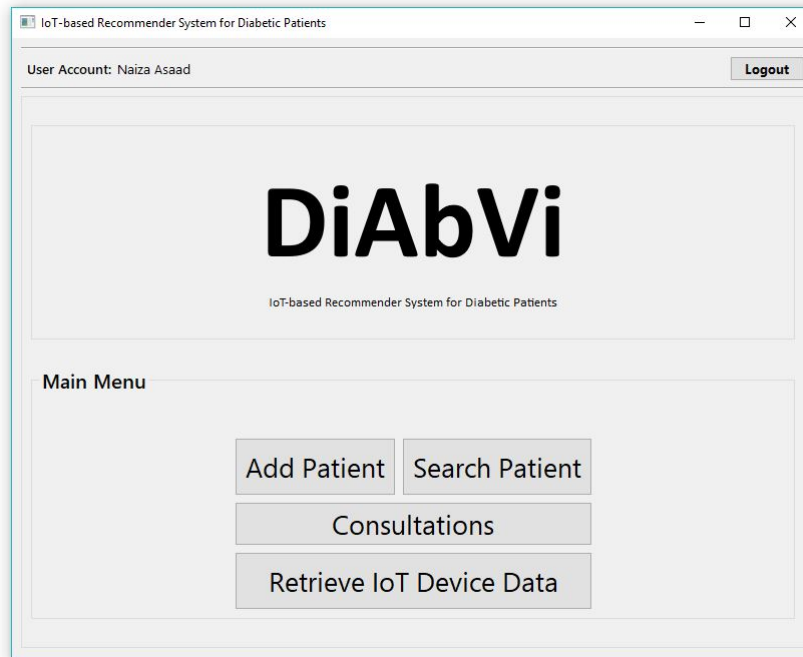 IoT-based Recommender System for Diabetic Patients
User Account: Naiza Asaad
Logout
DiAbVi
IoT-based Recommender System for Diabetic Patients
Main Menu
Add Patient
Search Patient
Consultations
Retrieve IoT Device Data